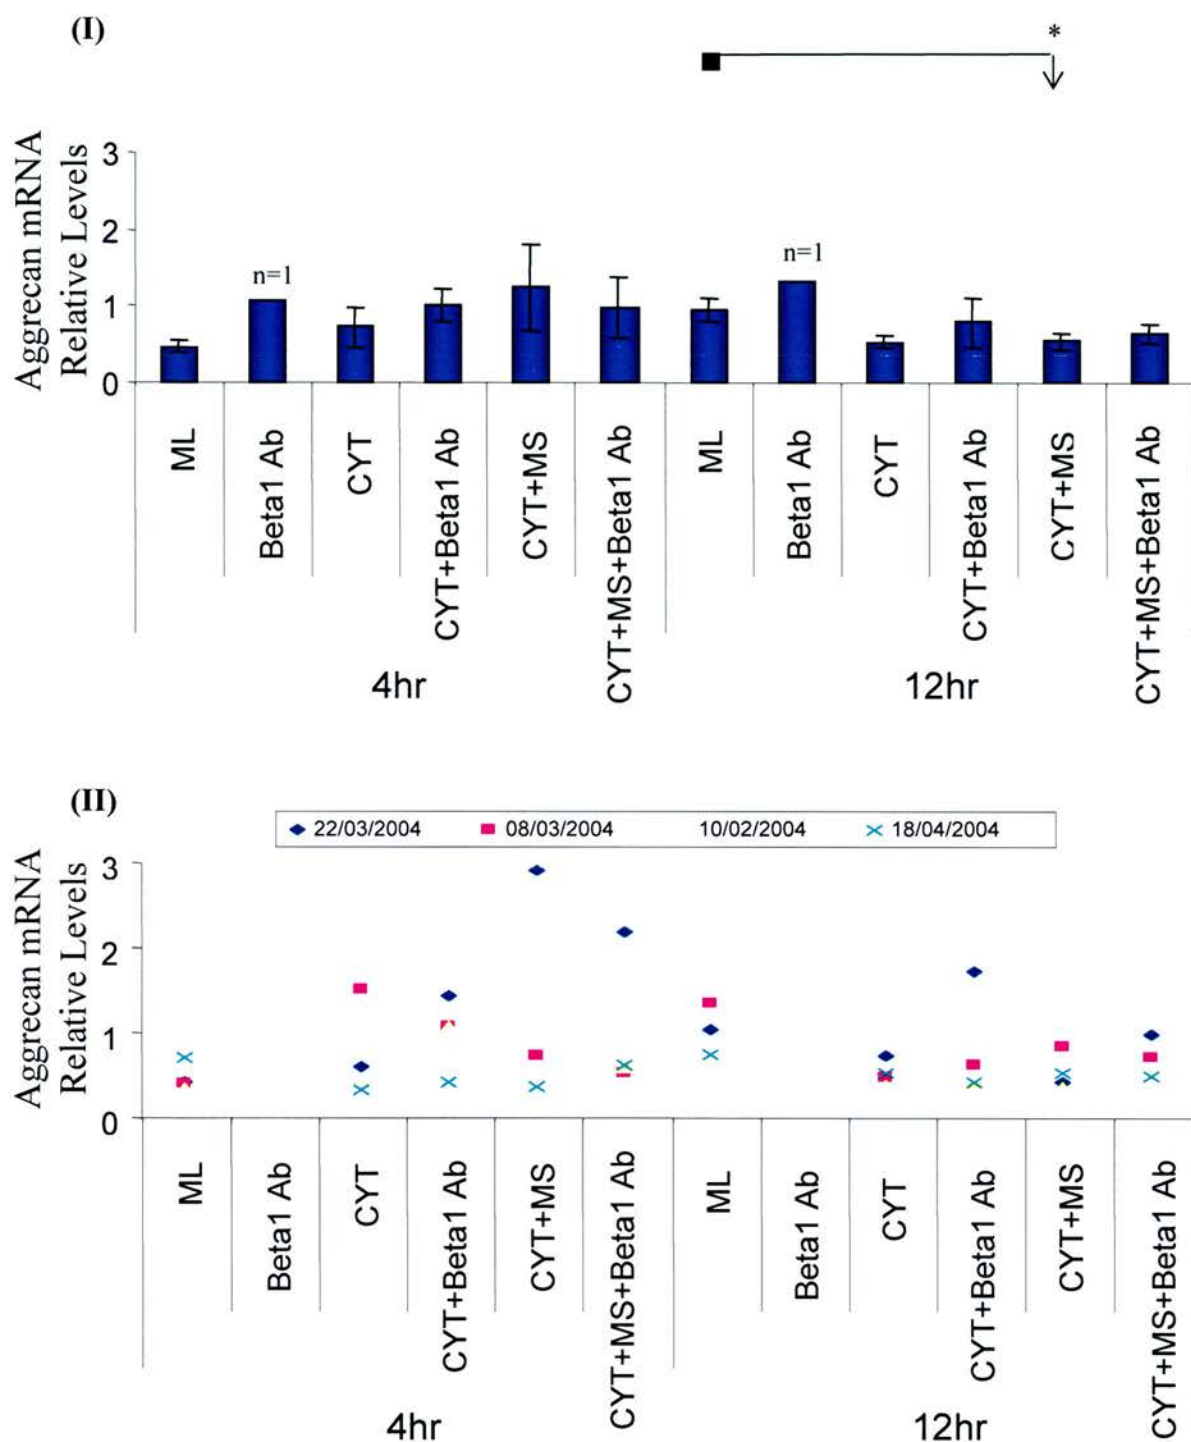 (I)
*
Aggrecan mRNA
Relative Levels
3
2
1
0
n=1
n=1
ML
Beta1 Ab
CYT
CYT+Beta1 Ab
CYT+MS
CYT+MS+Beta1 Ab
ML
Beta1 Ab
CYT
CYT+Beta1 Ab
CYT+MS
CYT+MS+Beta1 Ab
4hr
12hr
(II)
22/03/2004 08/03/2004 10/02/2004 18/04/2004
Aggrecan mRNA
Relative Levels
3
2
1
0
ML
Beta1 Ab
CYT
CYT+Beta1 Ab
CYT+MS
CYT+MS+Beta1 Ab
ML
Beta1 Ab
CYT
CYT+Beta1 Ab
CYT+MS
CYT+MS+Beta1 Ab
4hr
12hr